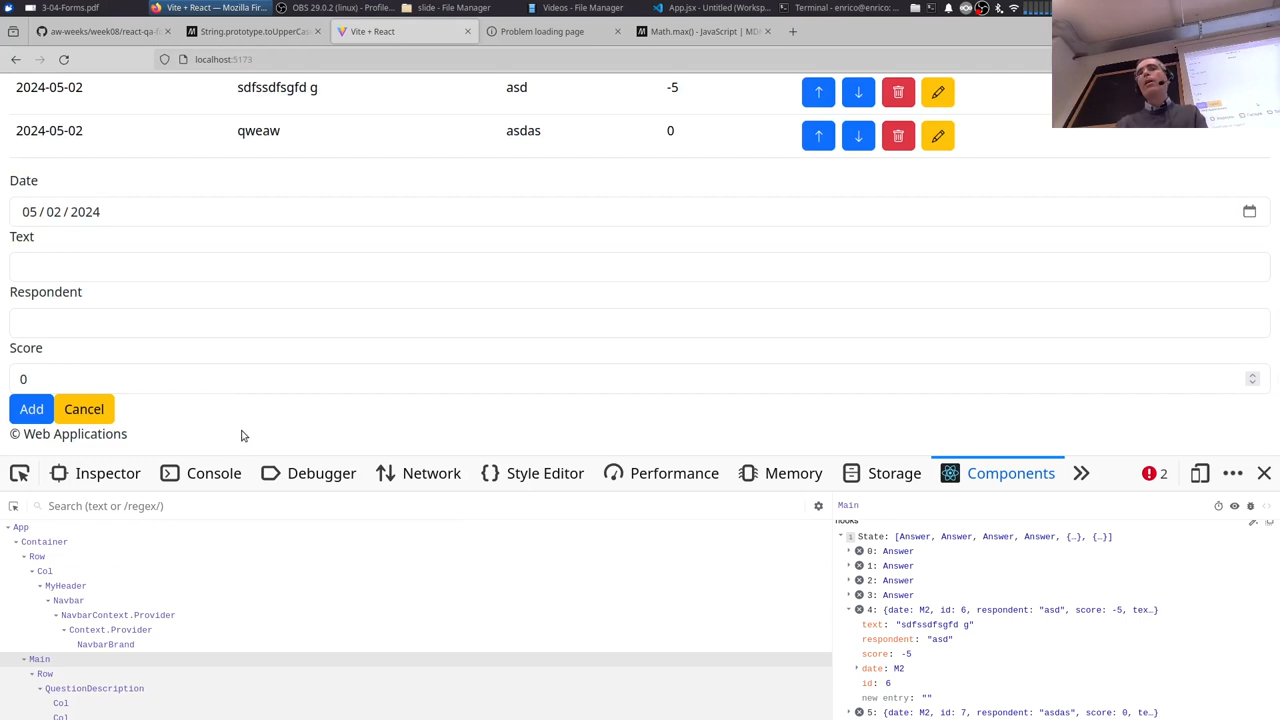 3-04-Forms.pdf
Vite + React — Mozilla Fir...
OBS 29.0.2 (linux) - Profile...
slide - File Manager
Videos - File Manager
App.jsx - Untitled (Worksp...
Terminal - enrico@enrico: ...
aw-weeks/week08/react-qa-f
String.prototype.toUpperCas
Vite + React
Problem loading page
Math.max() - JavaScript | MD
localhost:5173
2024-05-02 sdfssdfsgfd g asd -5
2024-05-02 qweaw asdas 0
Date
05 / 02 / 2024
Text
Respondent
Score
0
Add Cancel
© Web Applications
Inspector Console Debugger Network Style Editor Performance Memory Storage Components 2
Search (text or /regex/)
App
Container
Row
Col
MyHeader
Navbar
NavbarContext.Provider
Context.Provider
NavbarBrand
Main
Row
QuestionDescription
Col
Col
Main
hooks
State: [Answer, Answer, Answer, Answer, {…}, {…}]
0: Answer
1: Answer
2: Answer
3: Answer
4: {date: M2, id: 6, respondent: "asd", score: -5, tex…}
text: "sdfssdfsgfd g"
respondent: "asd"
score: -5
date: M2
id: 6
new entry: ""
5: {date: M2, id: 7, respondent: "asdas", score: 0, te…}